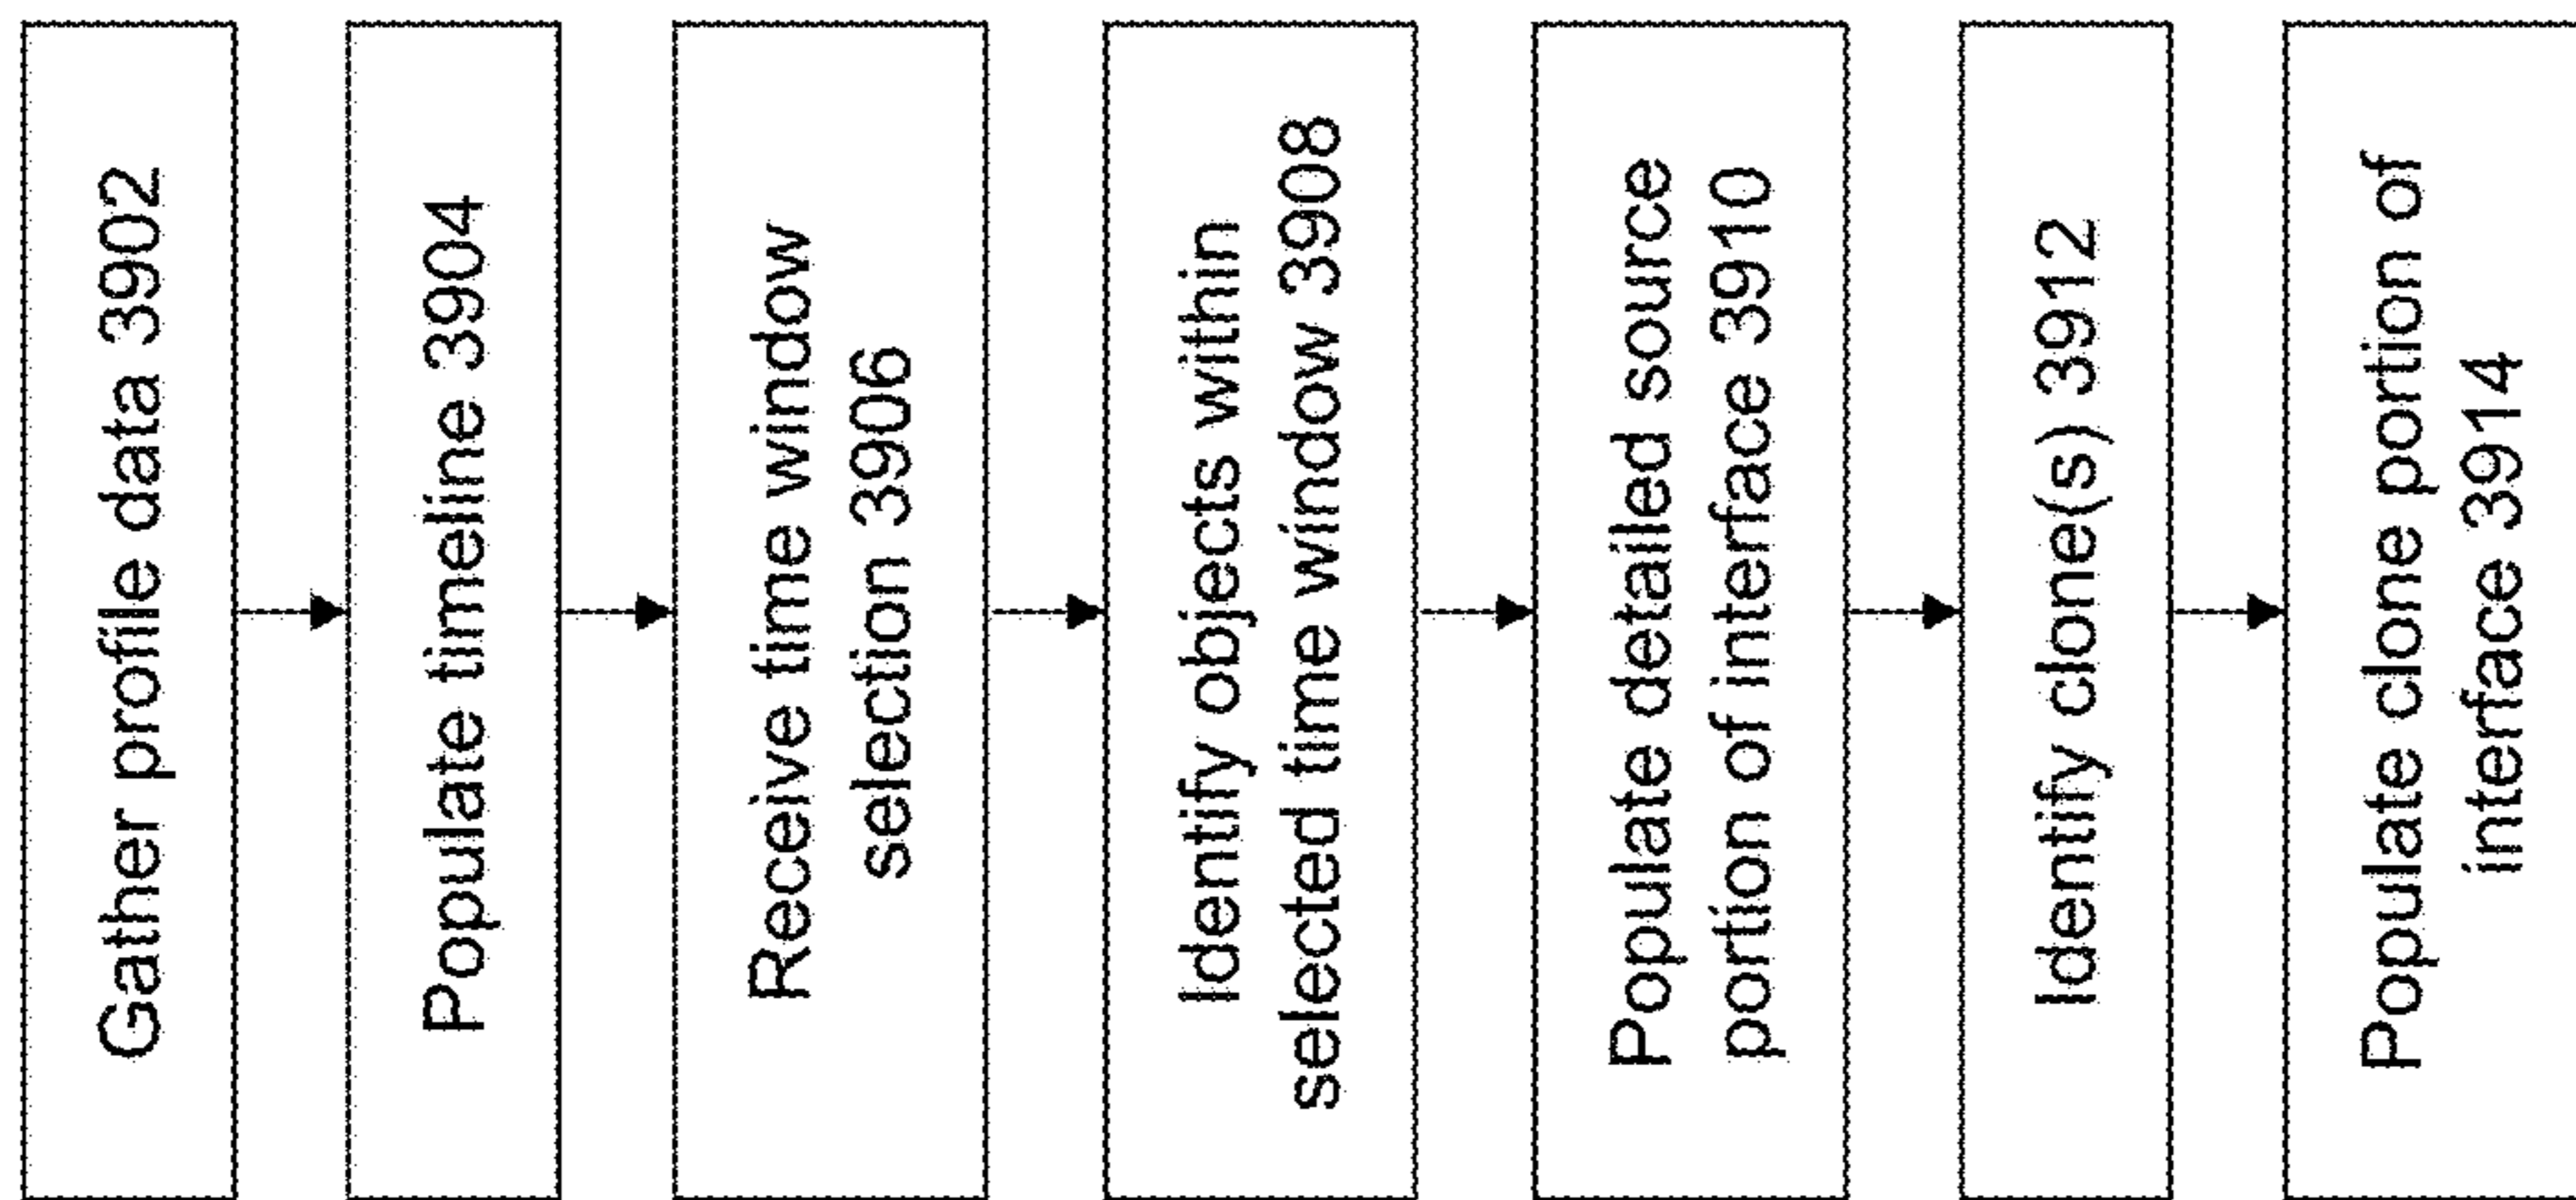 Gather profile data 3902
Populate timeline 3904
Receive time window
selection 3906
Identify objects within
selected time window 3908
Populate detailed source
portion of interface 3910
Identify clone(s) 3912
Populate clone portion of
interface 3914